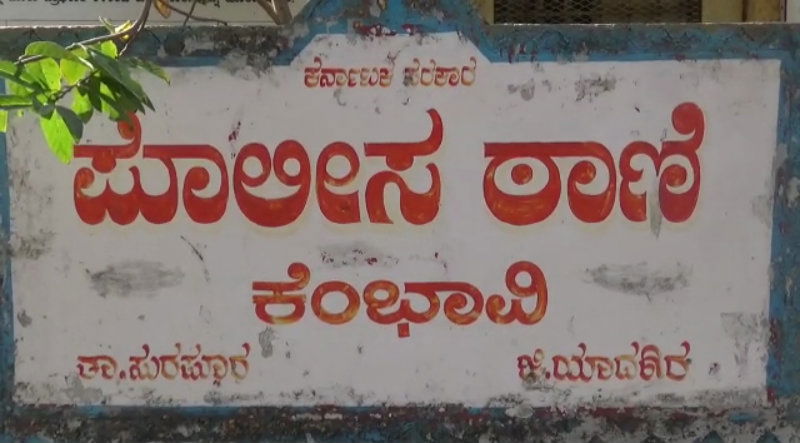 ಕರ್ನಾಟಕ ಸರಕಾರ
ಪೊಲೀಸ ಠಾಣೆ
ಕೆಂಭಾವಿ
ತಾ.ಸುರಪೂರ ಜಿ.ಯಾದಗಿರ